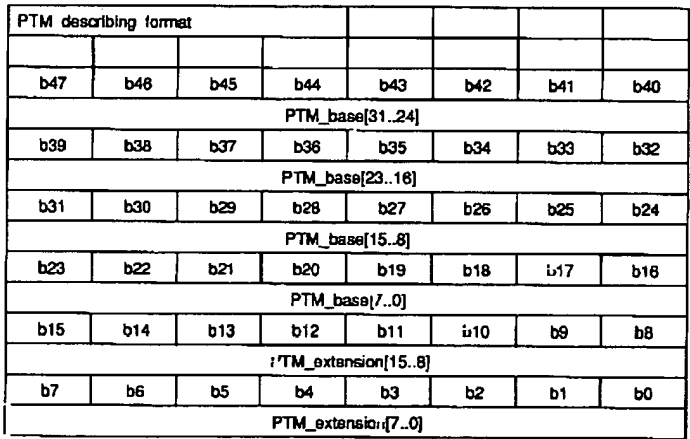 PTM describing format
b47 b46 b45 b44 b43 b42 b41 b40
PTM_base[31..24]
b39 b38 b37 b36 b35 b34 b33 b32
PTM_base[23..16]
b31 b30 b29 b28 b27 b26 b25 b24
PTM_base[15..8]
b23 b22 b21 b20 b19 b18 b17 b16
PTM_base[7..0]
b15 b14 b13 b12 b11 b10 b9 b8
PTM_extension[15..8]
b7 b6 b5 b4 b3 b2 b1 b0
PTM_extension[7..0]